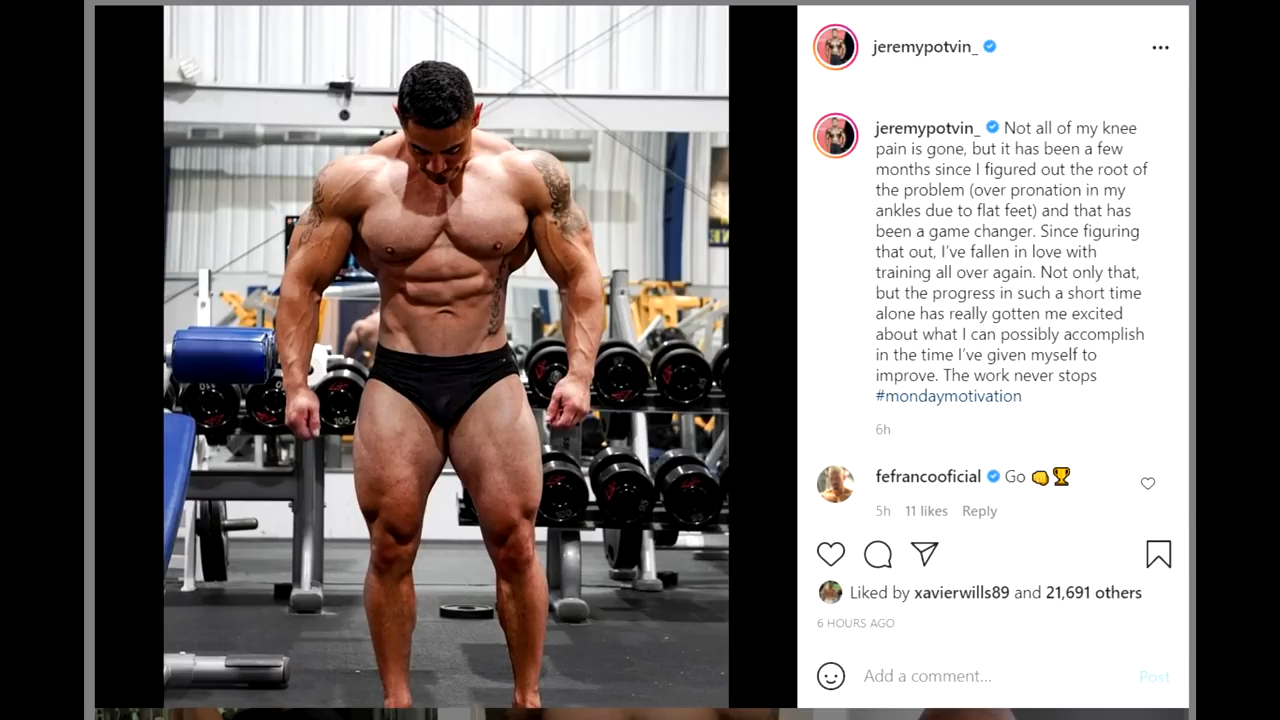 jeremypotvin_
jeremypotvin_ Not all of my knee
pain is gone, but it has been a few
months since I figured out the root of
the problem (over pronation in my
ankles due to flat feet) and that has
been a game changer. Since figuring
that out, I've fallen in love with
training all over again. Not only that,
but the progress in such a short time
alone has really gotten me excited
about what I can possibly accomplish
in the time I've given myself to
improve. The work never stops
#mondaymotivation
6h
fefrancooficial Go 👊🏆
5h 11 likes Reply
Liked by xavierwills89 and 21,691 others
6 HOURS AGO
Add a comment...
Post